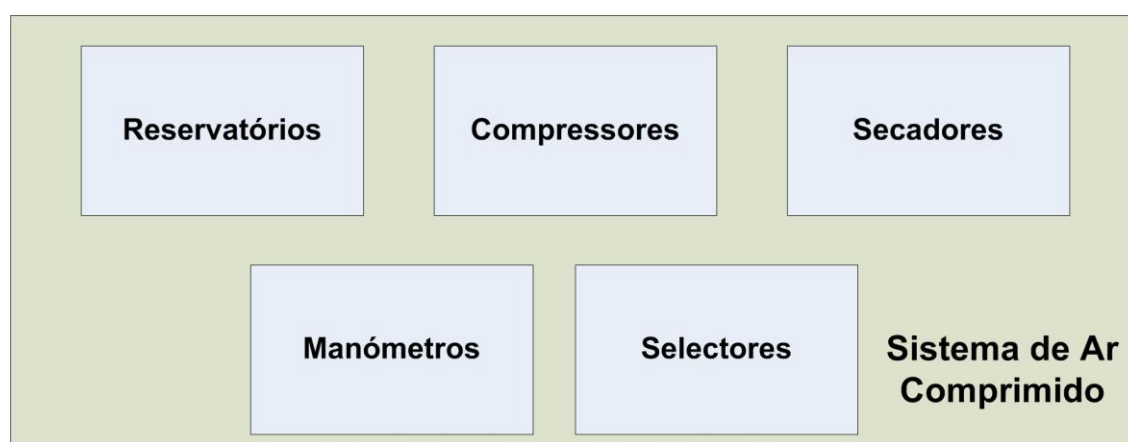 Reservatórios
Compressores
Secadores
Manómetros
Selectores
Sistema de Ar
Comprimido